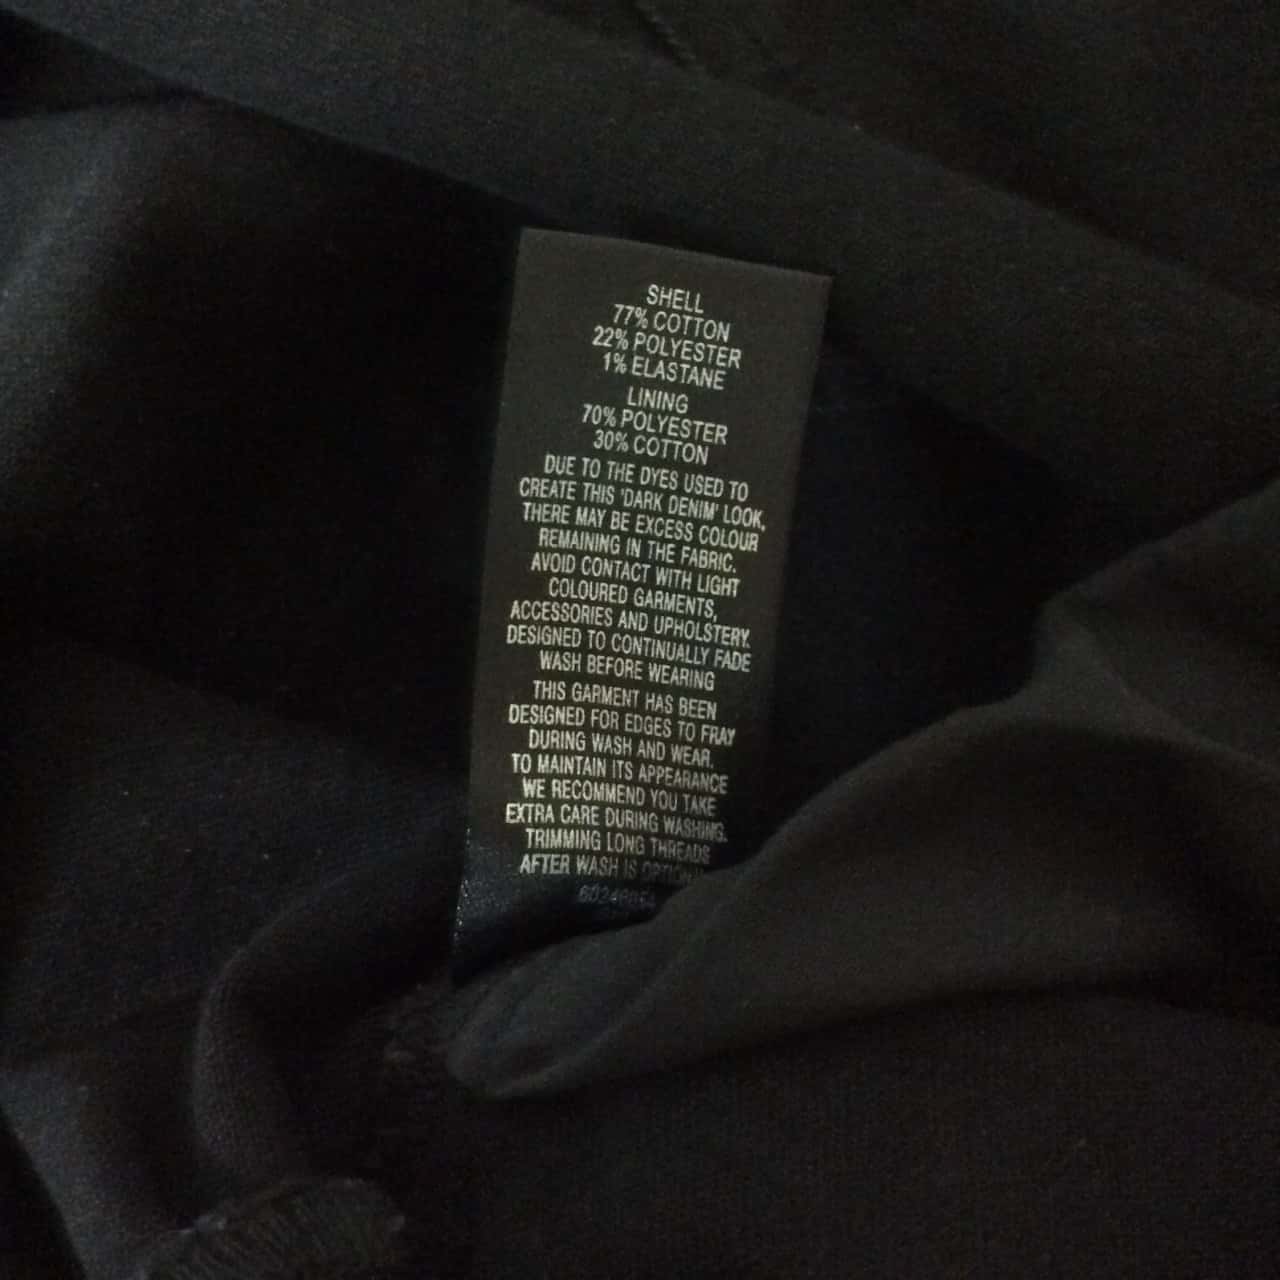 SHELL
77% COTTON
22% POLYESTER
1% ELASTANE
LINING
70% POLYESTER
30% COTTON
DUE TO THE DYES USED TO
CREATE THIS 'DARK DENIM' LOOK,
THERE MAY BE EXCESS COLOUR
REMAINING IN THE FABRIC.
AVOID CONTACT WITH LIGHT
COLOURED GARMENTS,
ACCESSORIES AND UPHOLSTERY.
DESIGNED TO CONTINUALLY FADE
WASH BEFORE WEARING
THIS GARMENT HAS BEEN
DESIGNED FOR EDGES TO FRAY
DURING WASH AND WEAR.
TO MAINTAIN ITS APPEARANCE
WE RECOMMEND YOU TAKE
EXTRA CARE DURING WASHING.
TRIMMING LONG THREADS
AFTER WASH IS